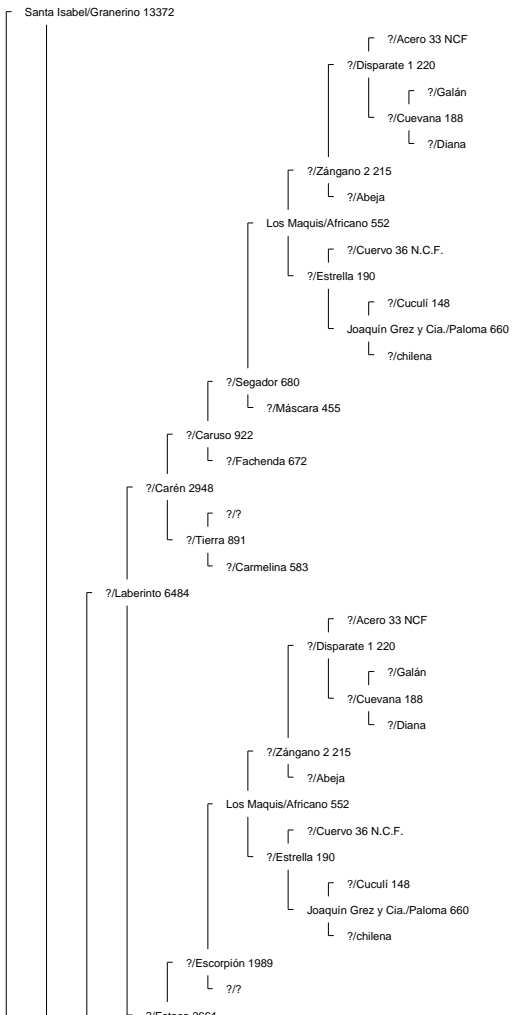 Santa Isabel/Granerino 13372
?/Acero 33 NCF
?/Disparate 1 220
?/Galán
?/Cuevana 188
?/Diana
?/Zángano 2 215
?/Abeja
Los Maquis/Africano 552
?/Cuervo 36 N.C.F.
?/Estrella 190
?/Cuculí 148
Joaquín Grez y Cia./Paloma 660
?/chilena
?/Segador 680
?/Máscara 455
?/Caruso 922
?/Fachenda 672
?/Carén 2948
?/?
?/Tierra 891
?/Carmelina 583
?/Laberinto 6484
?/Acero 33 NCF
?/Disparate 1 220
?/Galán
?/Cuevana 188
?/Diana
?/Zángano 2 215
?/Abeja
Los Maquis/Africano 552
?/Cuervo 36 N.C.F.
?/Estrella 190
?/Cuculí 148
Joaquín Grez y Cia./Paloma 660
?/chilena
?/Escorpión 1989
?/?